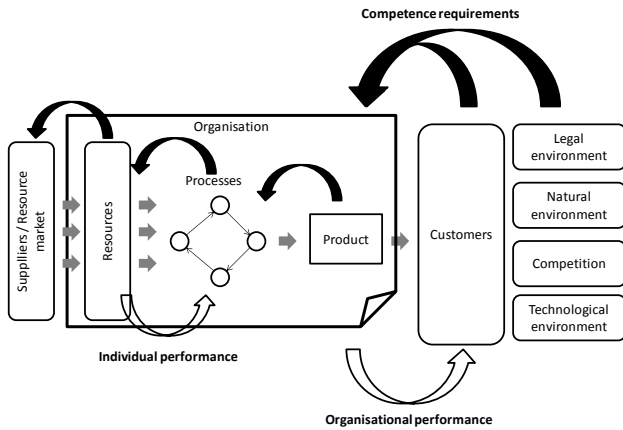 Competence requirements
Organisation
Processes
Suppliers / Resource
market
Resources
Product
Customers
Legal
environment
Natural
environment
Competition
Technological
environment
Individual performance
Organisational performance